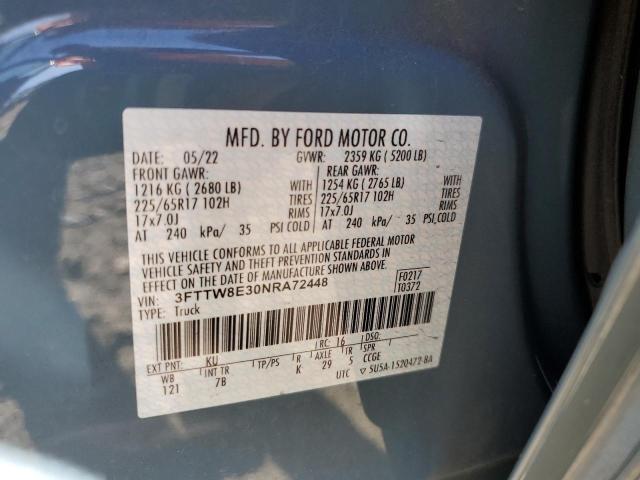 MFD. BY FORD MOTOR CO.
DATE: 05/22 GVWR: 2359 KG (5200 LB)
FRONT GAWR: REAR GAWR:
1216 KG (2680 LB) WITH 1254 KG (2765 LB) WITH
225/65R17 102H TIRES 225/65R17 102H TIRES
17x7.0J RIMS 17x7.0J RIMS
AT 240 kPa/ 35 PSI COLD AT 240 kPa/ 35 PSI COLD
THIS VEHICLE CONFORMS TO ALL APPLICABLE FEDERAL MOTOR
VEHICLE SAFETY AND THEFT PREVENTION STANDARDS IN
EFFECT ON THE DATE OF MANUFACTURE SHOWN ABOVE.
VIN: 3FTTW8E30NRA72448 F0217
TYPE: Truck T0372
EXT PNT: KU RC: 16 DSO:
WB INT TR TP/PS R AXLE TR SPR
121 7B K 29 5 CCGE
UTC ▽ 5U5A-1520472-BA